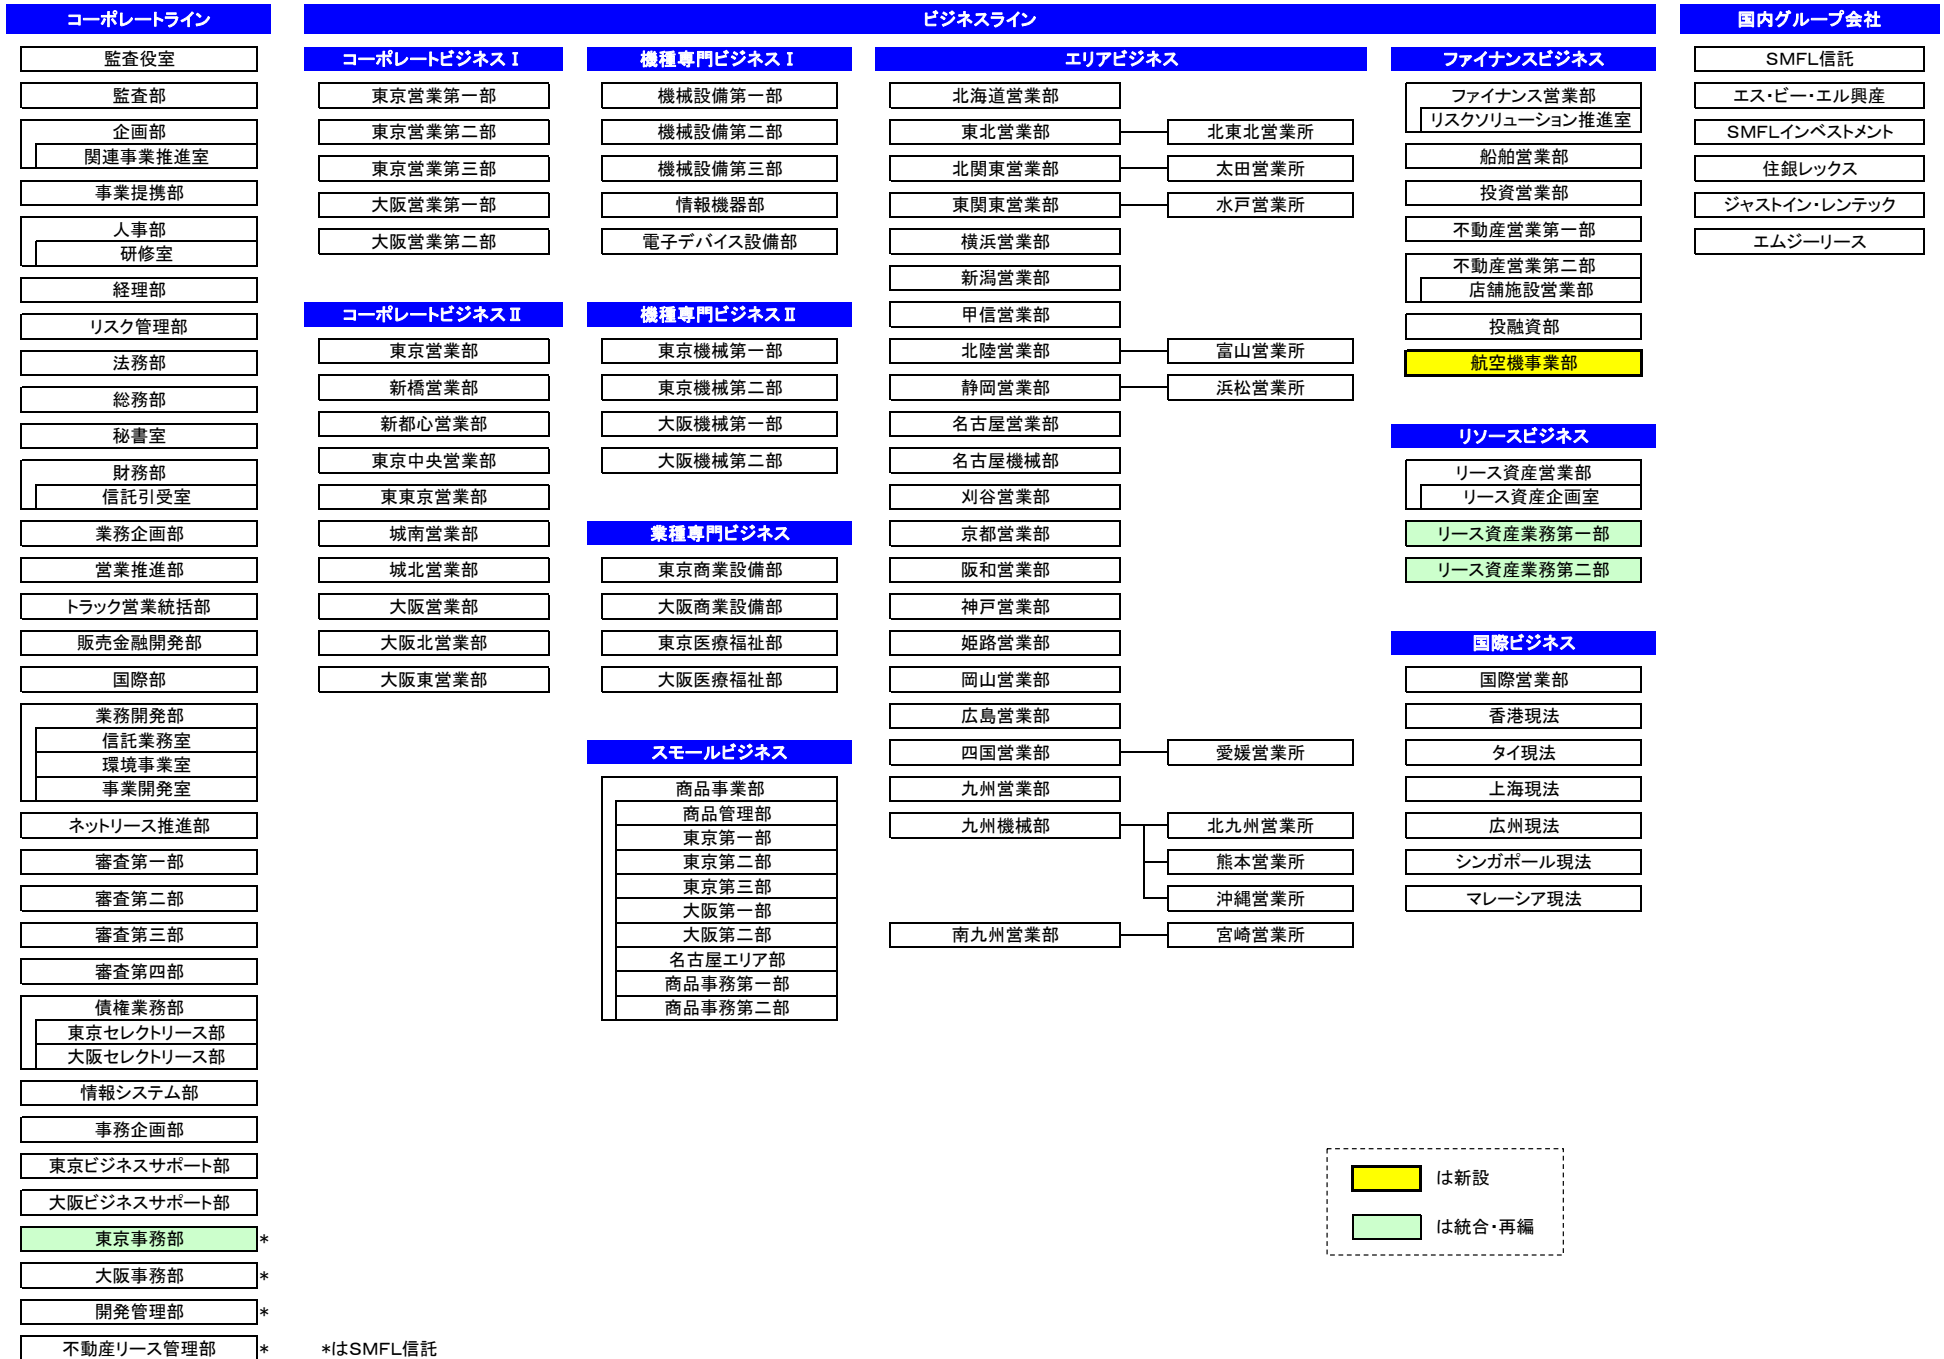 コーポレートライン
監査役室
監査部
企画部
関連事業推進室
事業提携部
人事部
研修室
経理部
リスク管理部
法務部
総務部
秘書室
財務部
信託引受室
業務企画部
営業推進部
トラック営業統括部
販売金融開発部
国際部
業務開発部
信託業務室
環境事業室
事業開発室
ネットリース推進部
審査第一部
審査第二部
審査第三部
審査第四部
債権業務部
東京セレクトリース部
大阪セレクトリース部
情報システム部
事務企画部
東京ビジネスサポート部
大阪ビジネスサポート部
東京事務部 *
大阪事務部 *
開発管理部 *
不動産リース管理部 *
ビジネスライン
コーポレートビジネスⅠ
東京営業第一部
東京営業第二部
東京営業第三部
大阪営業第一部
大阪営業第二部
コーポレートビジネスⅡ
東京営業部
新橋営業部
新都心営業部
東京中央営業部
東東京営業部
城南営業部
城北営業部
大阪営業部
大阪北営業部
大阪東営業部
機種専門ビジネスⅠ
機械設備第一部
機械設備第二部
機械設備第三部
情報機器部
電子デバイス設備部
機種専門ビジネスⅡ
東京機械第一部
東京機械第二部
大阪機械第一部
大阪機械第二部
業種専門ビジネス
東京商業設備部
大阪商業設備部
東京医療福祉部
大阪医療福祉部
スモールビジネス
商品事業部
商品管理部
東京第一部
東京第二部
東京第三部
大阪第一部
大阪第二部
名古屋エリア部
商品事務第一部
商品事務第二部
エリアビジネス
北海道営業部
東北営業部 北東北営業所
北関東営業部 太田営業所
東関東営業部 水戸営業所
横浜営業部
新潟営業部
甲信営業部
北陸営業部 富山営業所
静岡営業部 浜松営業所
名古屋営業部
名古屋機械部
刈谷営業部
京都営業部
阪和営業部
神戸営業部
姫路営業部
岡山営業部
広島営業部
四国営業部 愛媛営業所
九州営業部
九州機械部 北九州営業所
熊本営業所
沖縄営業所
南九州営業部 宮崎営業所
ファイナンスビジネス
ファイナンス営業部
リスクソリューション推進室
船舶営業部
投資営業部
不動産営業第一部
不動産営業第二部
店舗施設営業部
投融資部
航空機事業部
リソースビジネス
リース資産営業部
リース資産企画室
リース資産業務第一部
リース資産業務第二部
国際ビジネス
国際営業部
香港現法
タイ現法
上海現法
広州現法
シンガポール現法
マレーシア現法
国内グループ会社
SMFL信託
エス・ビー・エル興産
SMFLインベストメント
住銀レックス
ジャストイン・レンテック
エムジーリース
は新設
は統合・再編
*はSMFL信託